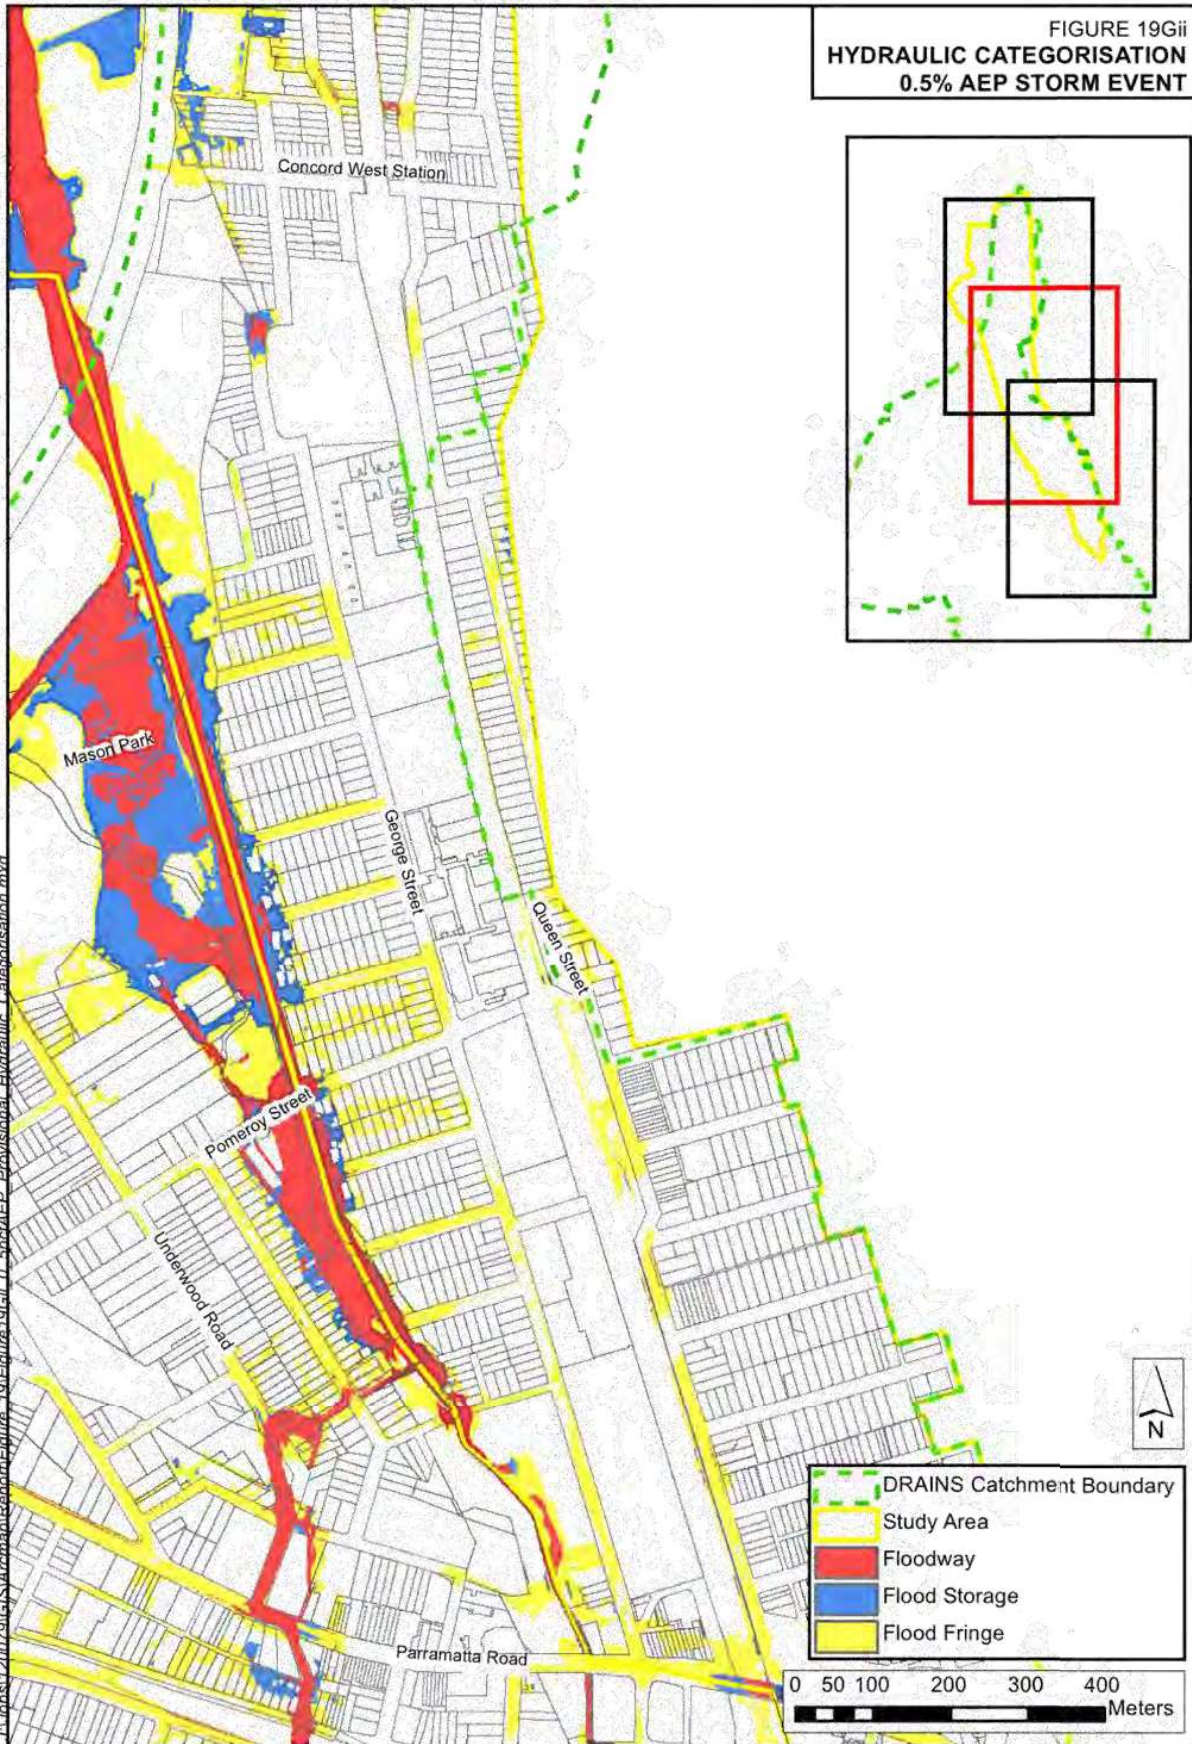 FIGURE 19Gii
HYDRAULIC CATEGORISATION
0.5% AEP STORM EVENT
Concord West Station
Mason Park
George Street
Queen Street
Pomeroy Street
Underwood Road
Parramatta Road
N
DRAINS Catchment Boundary
Study Area
Floodway
Flood Storage
Flood Fringe
0 50 100 200 300 400
Meters